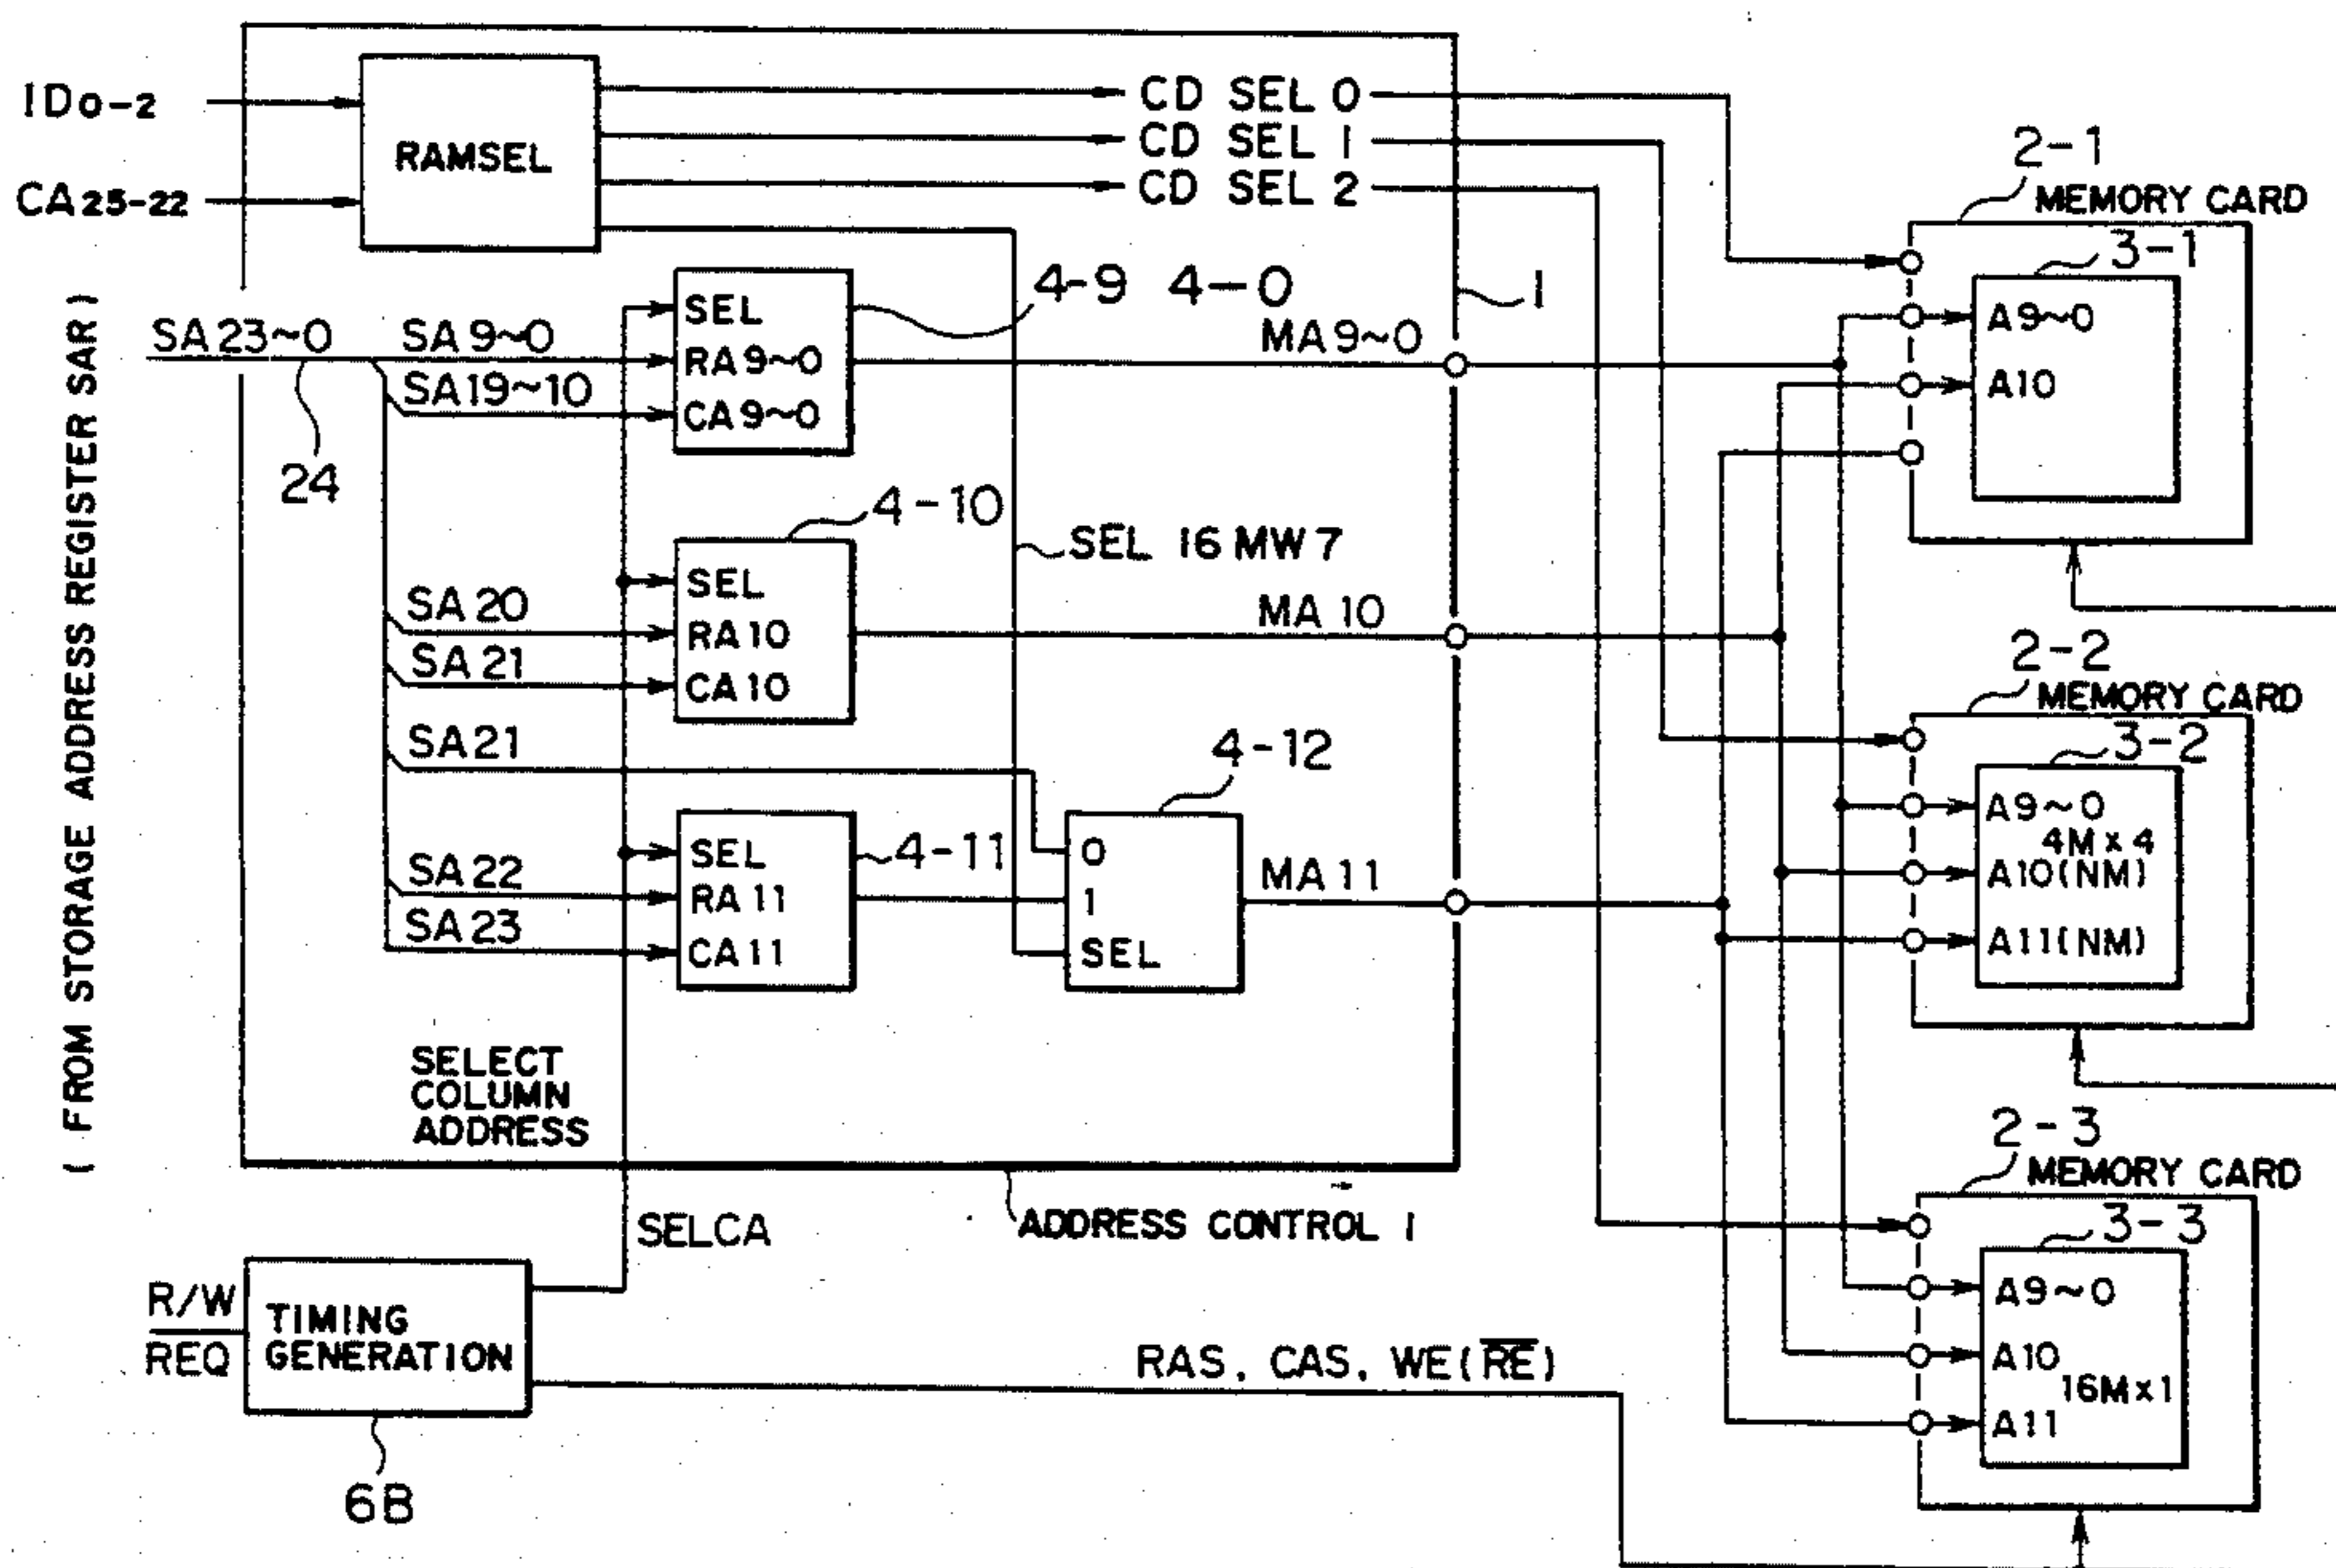 ID0-2
CA25-22
RAMSEL
CD SEL 0
CD SEL 1
CD SEL 2
2-1
MEMORY CARD
3-1
A9~0
A10
( FROM STORAGE ADDRESS REGISTER SAR )
SA23~0
24
SA9~0
SA19~10
SEL
RA9~0
CA9~0
4-9 4-0
1
MA9~0
4-10
SA20
SA21
SEL
RA10
CA10
SEL 16MW7
MA10
SA21
SA22
SA23
SEL
RA11
CA11
4-11
4-12
0
1
SEL
MA11
2-2
MEMORY CARD
3-2
A9~0
4M×4
A10(NM)
A11(NM)
SELECT
COLUMN
ADDRESS
SELCA
ADDRESS CONTROL 1
2-3
MEMORY CARD
3-3
A9~0
A10
16M×1
A11
R/W
REQ
TIMING
GENERATION
6B
RAS, CAS, WE(RE)